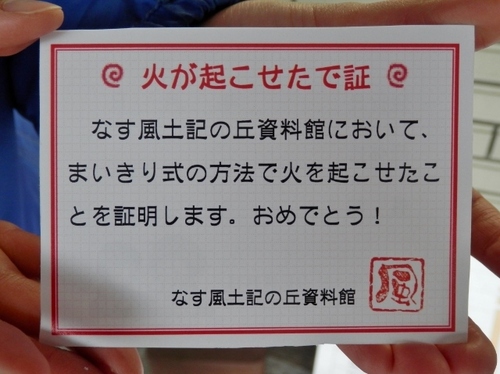 火が起こせたで証
なす風土記の丘資料館において、
まいきり式の方法で火を起こせたこ
とを証明します。おめでとう！
なす風土記の丘資料館
風